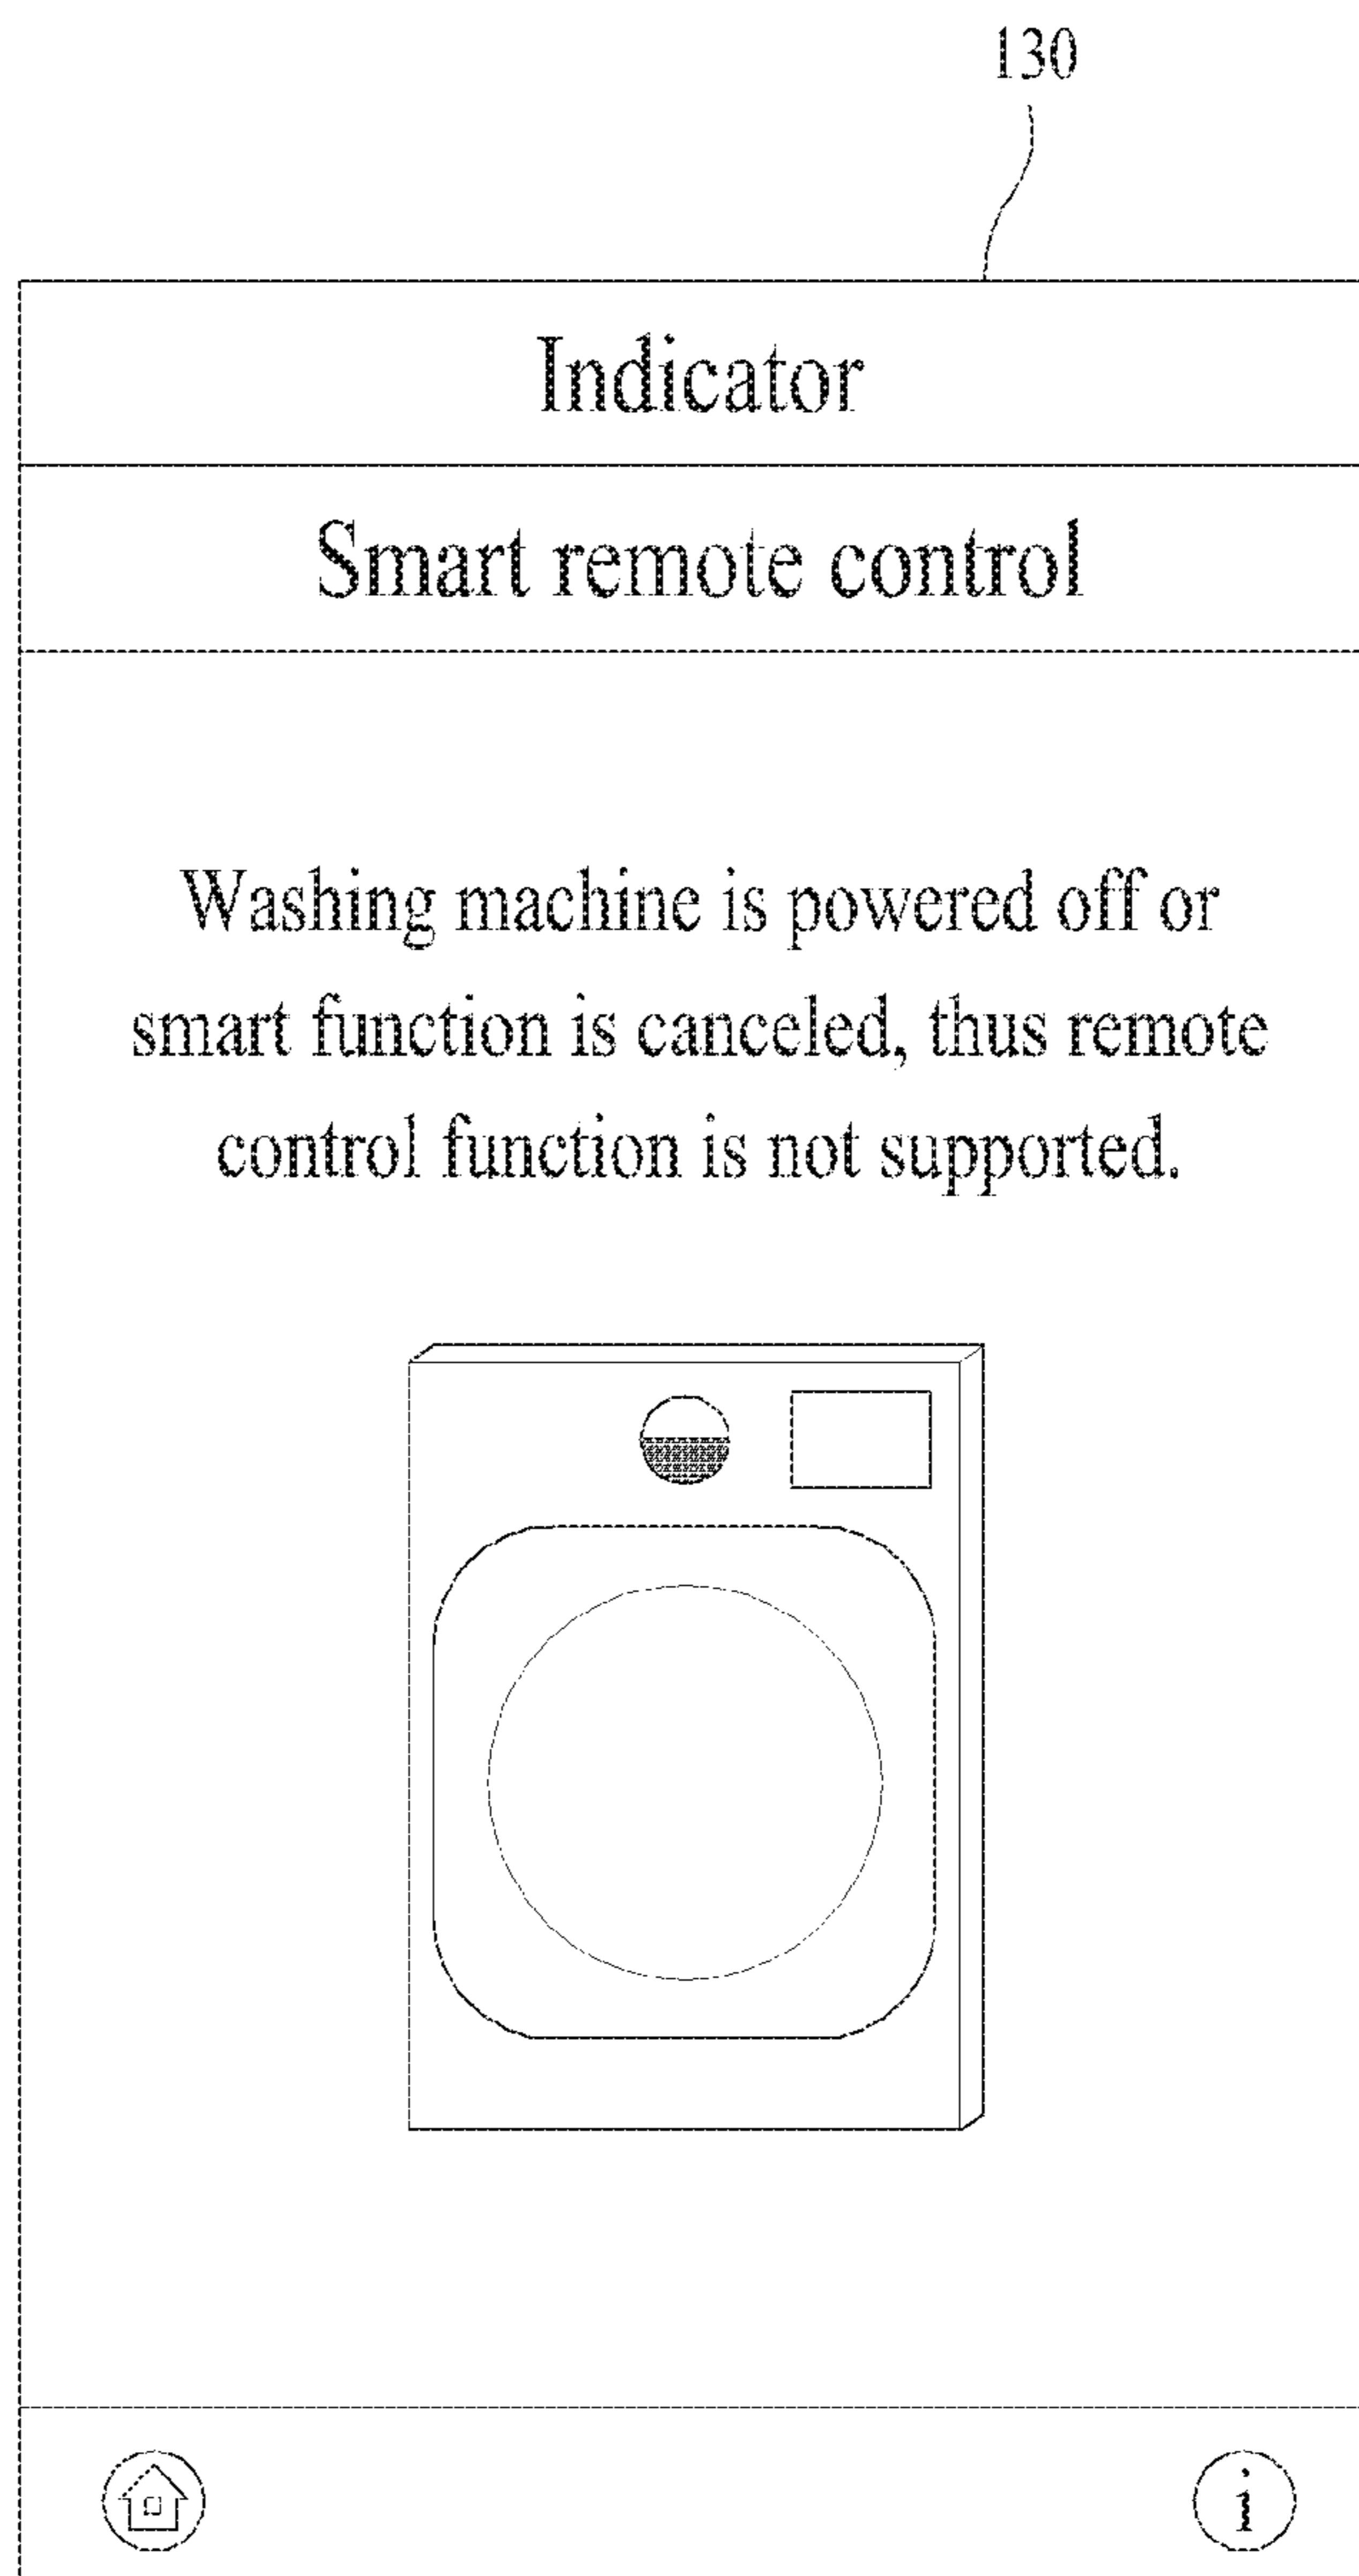 130
Indicator
Smart remote control
Washing machine is powered off or
smart function is canceled, thus remote
control function is not supported.
i